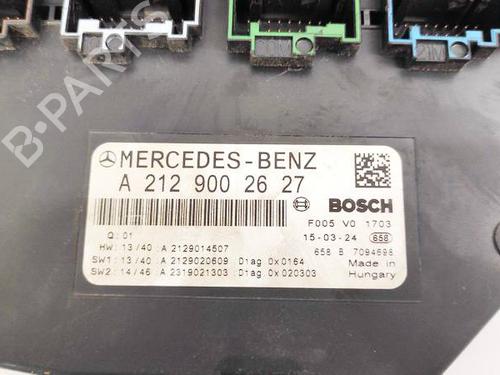 B-PARTS
MERCEDES-BENZ
A 212 900 26 27
BOSCH
Q: 01
F005 V0 1703
15-03-24 658
HW: 13/40 :A 2129014507
SW1: 13/40 :A 2129020609 :Diag :0x0164
658 B 7094698
SW2: 14/46 :A 2319021303 :Diag :0x020303
Made in
Hungary